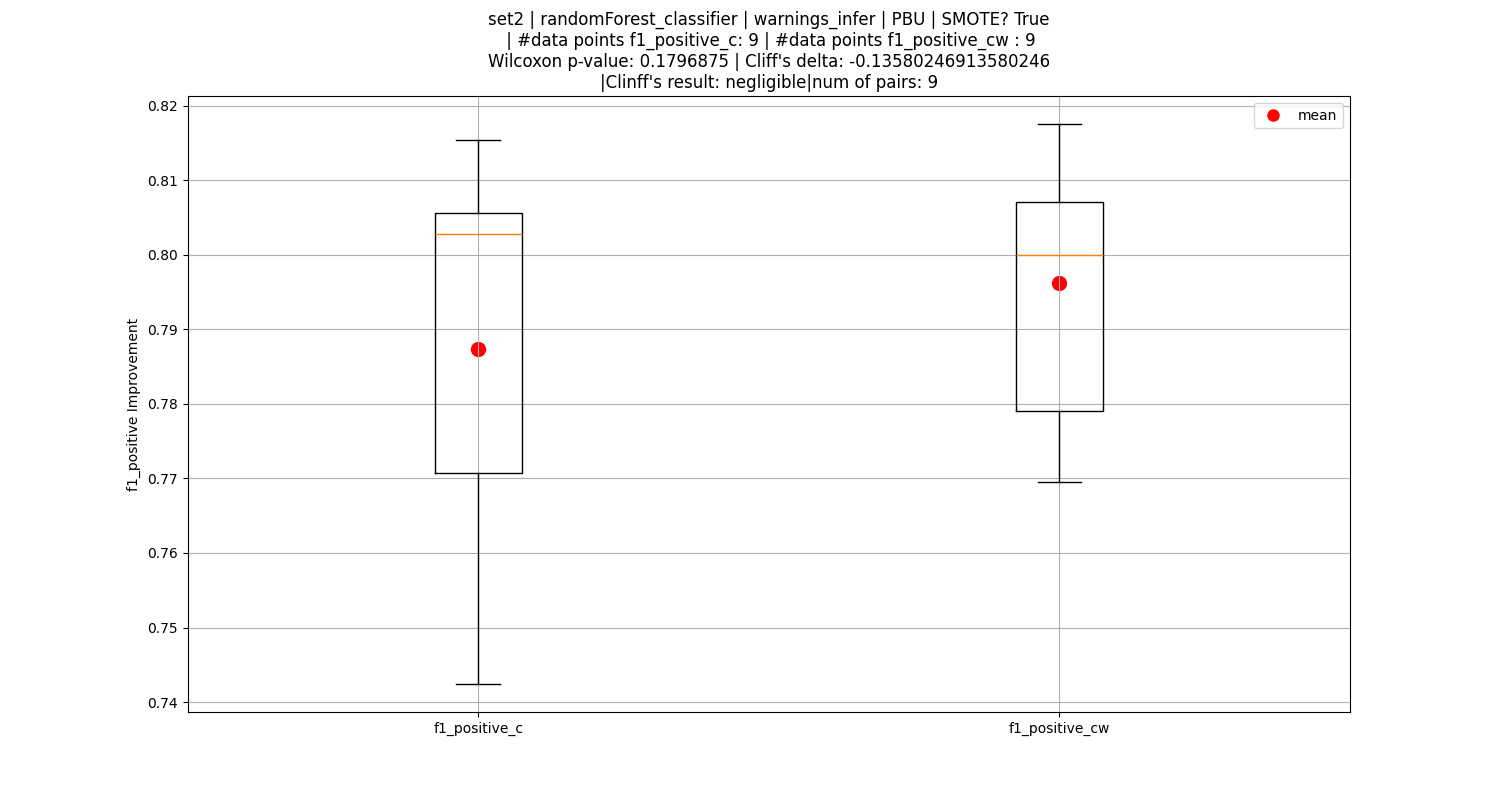 set2 | randomForest_classifier | warnings_infer | PBU | SMOTE? True
| #data points f1_positive_c: 9 | #data points f1_positive_cw : 9
Wilcoxon p-value: 0.1796875 | Cliff's delta: -0.13580246913580246
|Clinff's result: negligible|num of pairs: 9
mean
0.82
0.81
0.80
0.79
0.78
0.77
0.76
0.75
0.74
f1_positive Improvement
f1_positive_c
f1_positive_cw